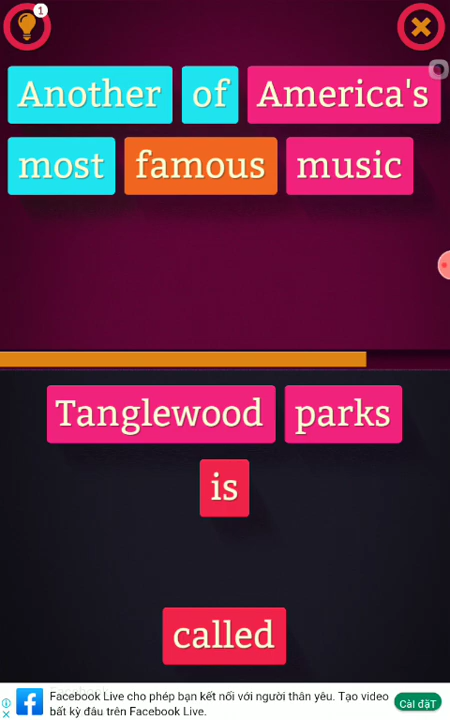 1
Another of America's
most famous music
Tanglewood parks
is
called
Facebook Live cho phép bạn kết nối với người thân yêu. Tạo video
bất kỳ đâu trên Facebook Live.
Cài đặt